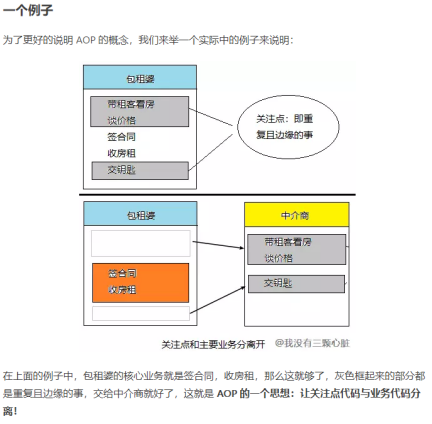 一个例子
为了更好的说明 AOP 的概念，我们来举一个实际中的例子来说明：
包租婆
带租客看房
谈价格
签合同
收房租
交钥匙
关注点：即重
复且边缘的事
包租婆
签合同
收房租
中介商
带租客看房
谈价格
交钥匙
关注点和主要业务分离开
@我没有三颗心脏
在上面的例子中，包租婆的核心业务就是签合同，收房租，那么这就够了，灰色框起来的部分都
是重复且边缘的事，交给中介商就好了，这就是 AOP 的一个思想：让关注点代码与业务代码分
离！